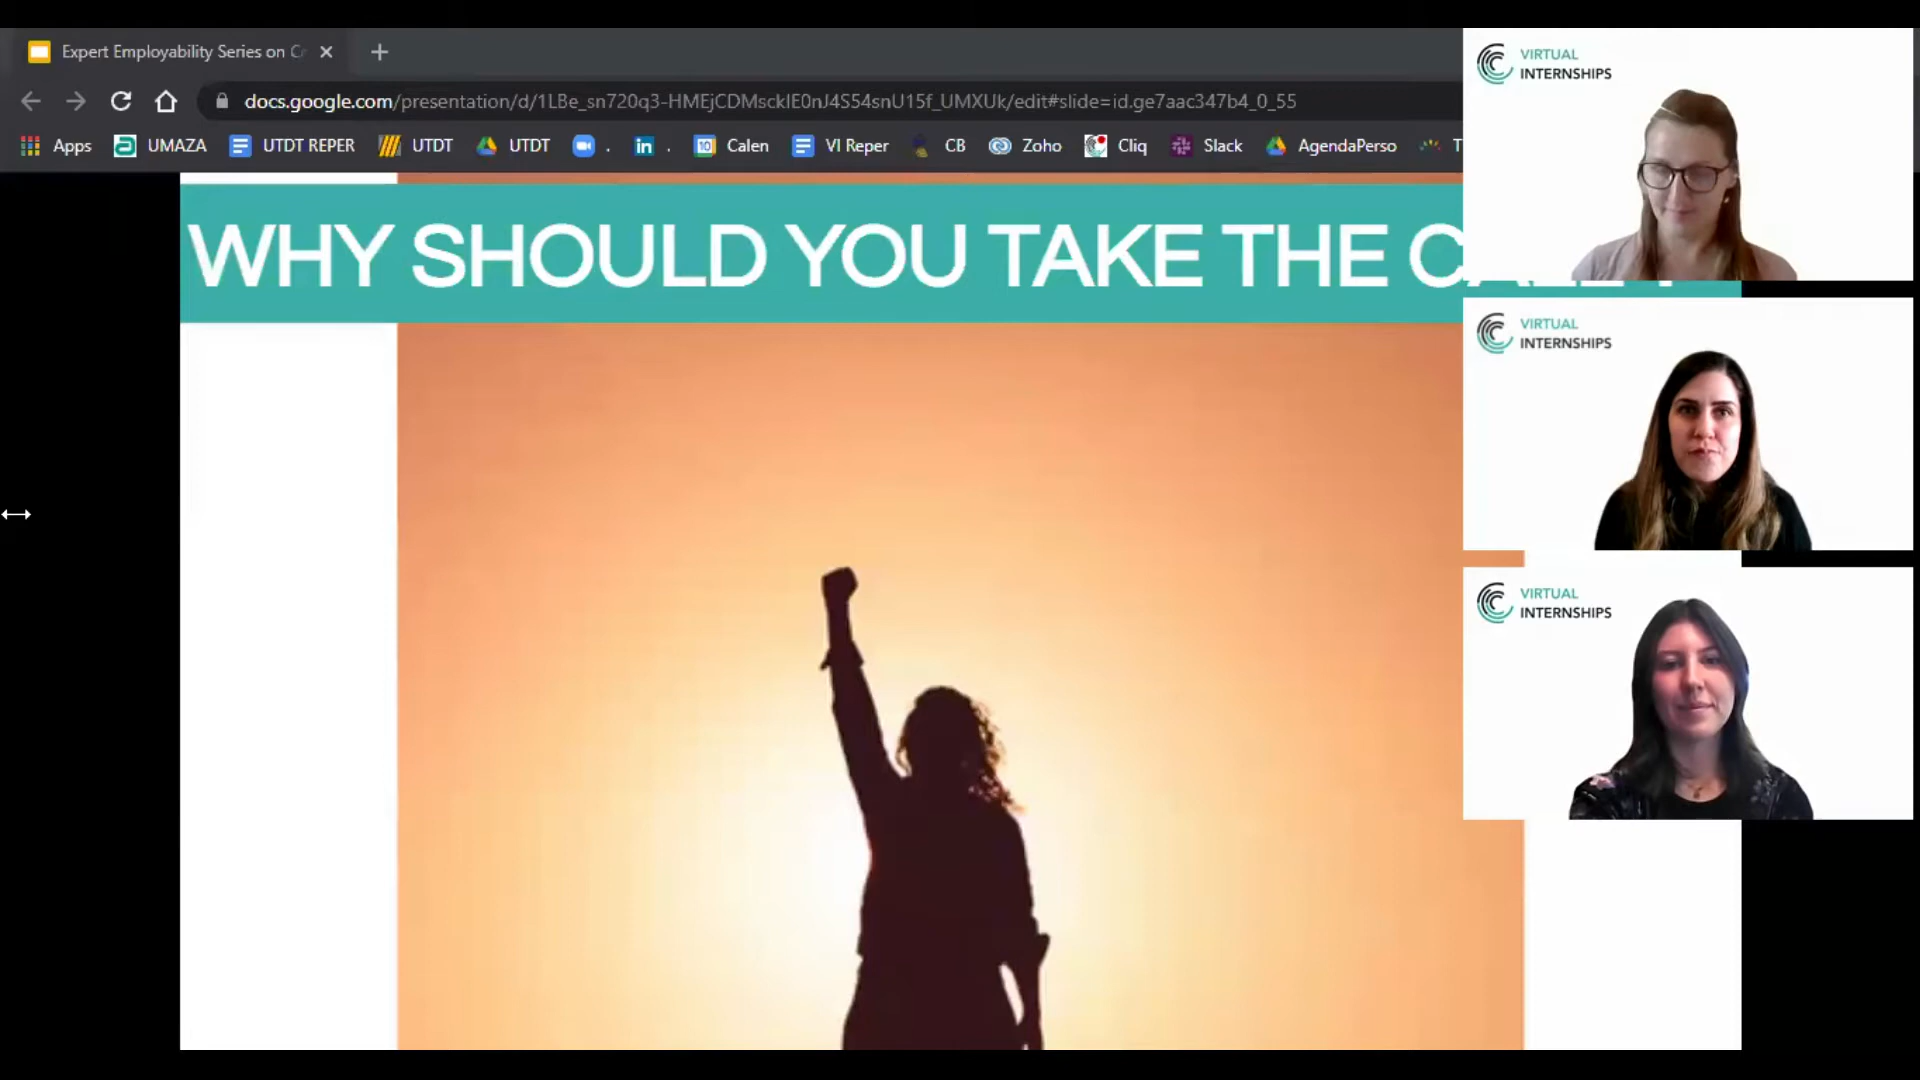 Expert Employability Series on C
docs.google.com/presentation/d/1LBe_sn720q3-HMEjCDMsckIE0nJ4S54snU15f_UMXUk/edit#slide=id.ge7aac347b4_0_55
Apps UMAZA UTDT REPER UTDT UTDT . . Calen VI Reper CB Zoho Cliq Slack AgendaPerso T
WHY SHOULD YOU TAKE THE
VIRTUAL
INTERNSHIPS
VIRTUAL
INTERNSHIPS
VIRTUAL
INTERNSHIPS